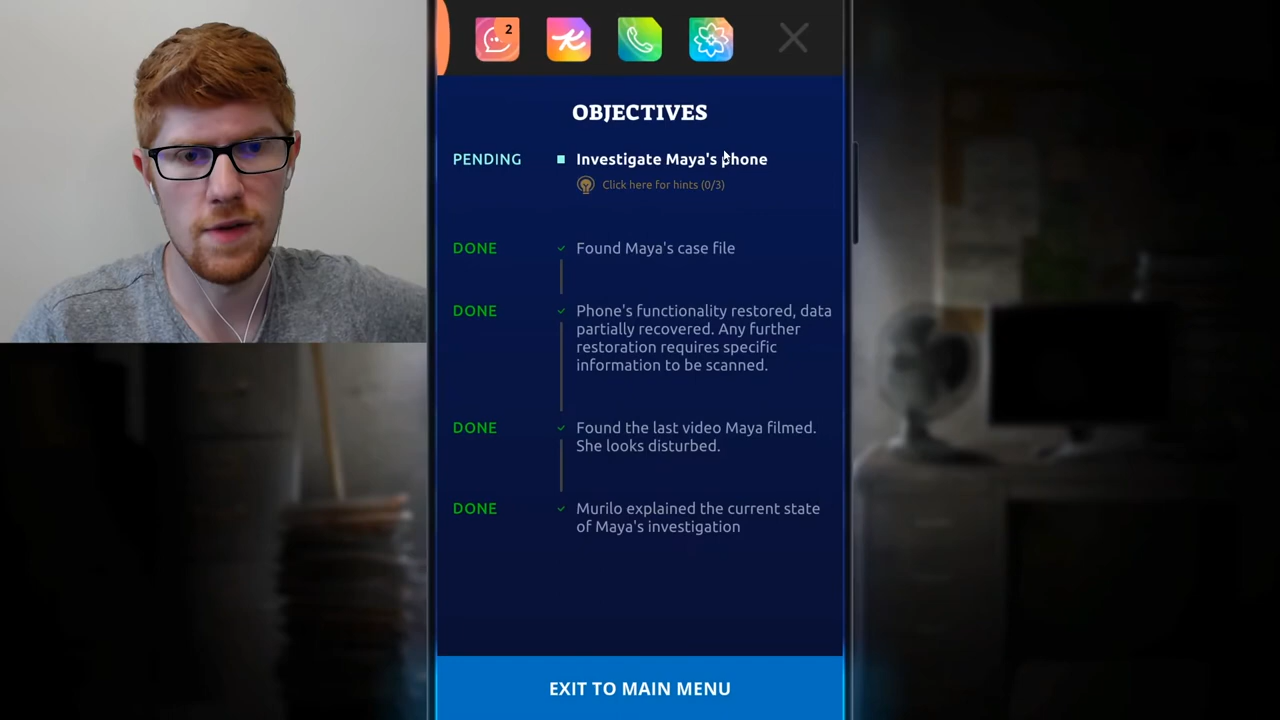 2
OBJECTIVES
PENDING
Investigate Maya's phone
Click here for hints (0/3)
DONE
Found Maya's case file
DONE
Phone's functionality restored, data
partially recovered. Any further
restoration requires specific
information to be scanned.
DONE
Found the last video Maya filmed.
She looks disturbed.
DONE
Murilo explained the current state
of Maya's investigation
EXIT TO MAIN MENU